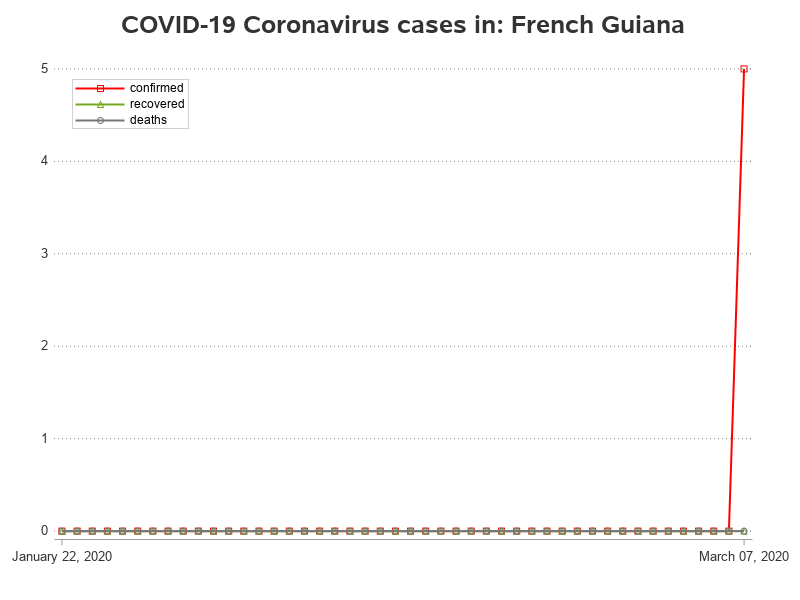 COVID-19 Coronavirus cases in: French Guiana
5
confirmed
recovered
deaths
4
3
2
1
0
January 22, 2020 March 07, 2020